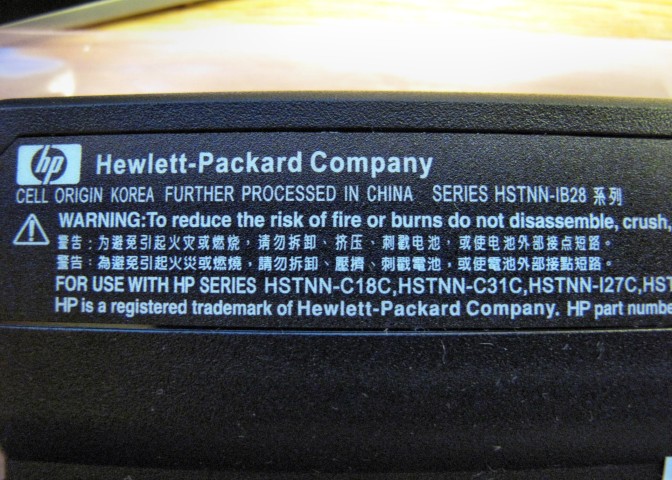 hp Hewlett-Packard Company
CELL ORIGIN KOREA FURTHER PROCESSED IN CHINA SERIES HSTNN-IB28 系列
WARNING:To reduce the risk of fire or burns do not disassemble, crush,
警告：为避免引起火灾或燃烧，请勿拆卸、挤压、刺戳电池，或使电池外部接点短路。
警告：為避免引起火災或燃燒，請勿拆卸、壓擠、刺戳電池，或使電池外部接點短路。
FOR USE WITH HP SERIES HSTNN-C18C,HSTNN-C31C,HSTNN-I27C,HST
HP is a registered trademark of Hewlett-Packard Company. HP part numbe